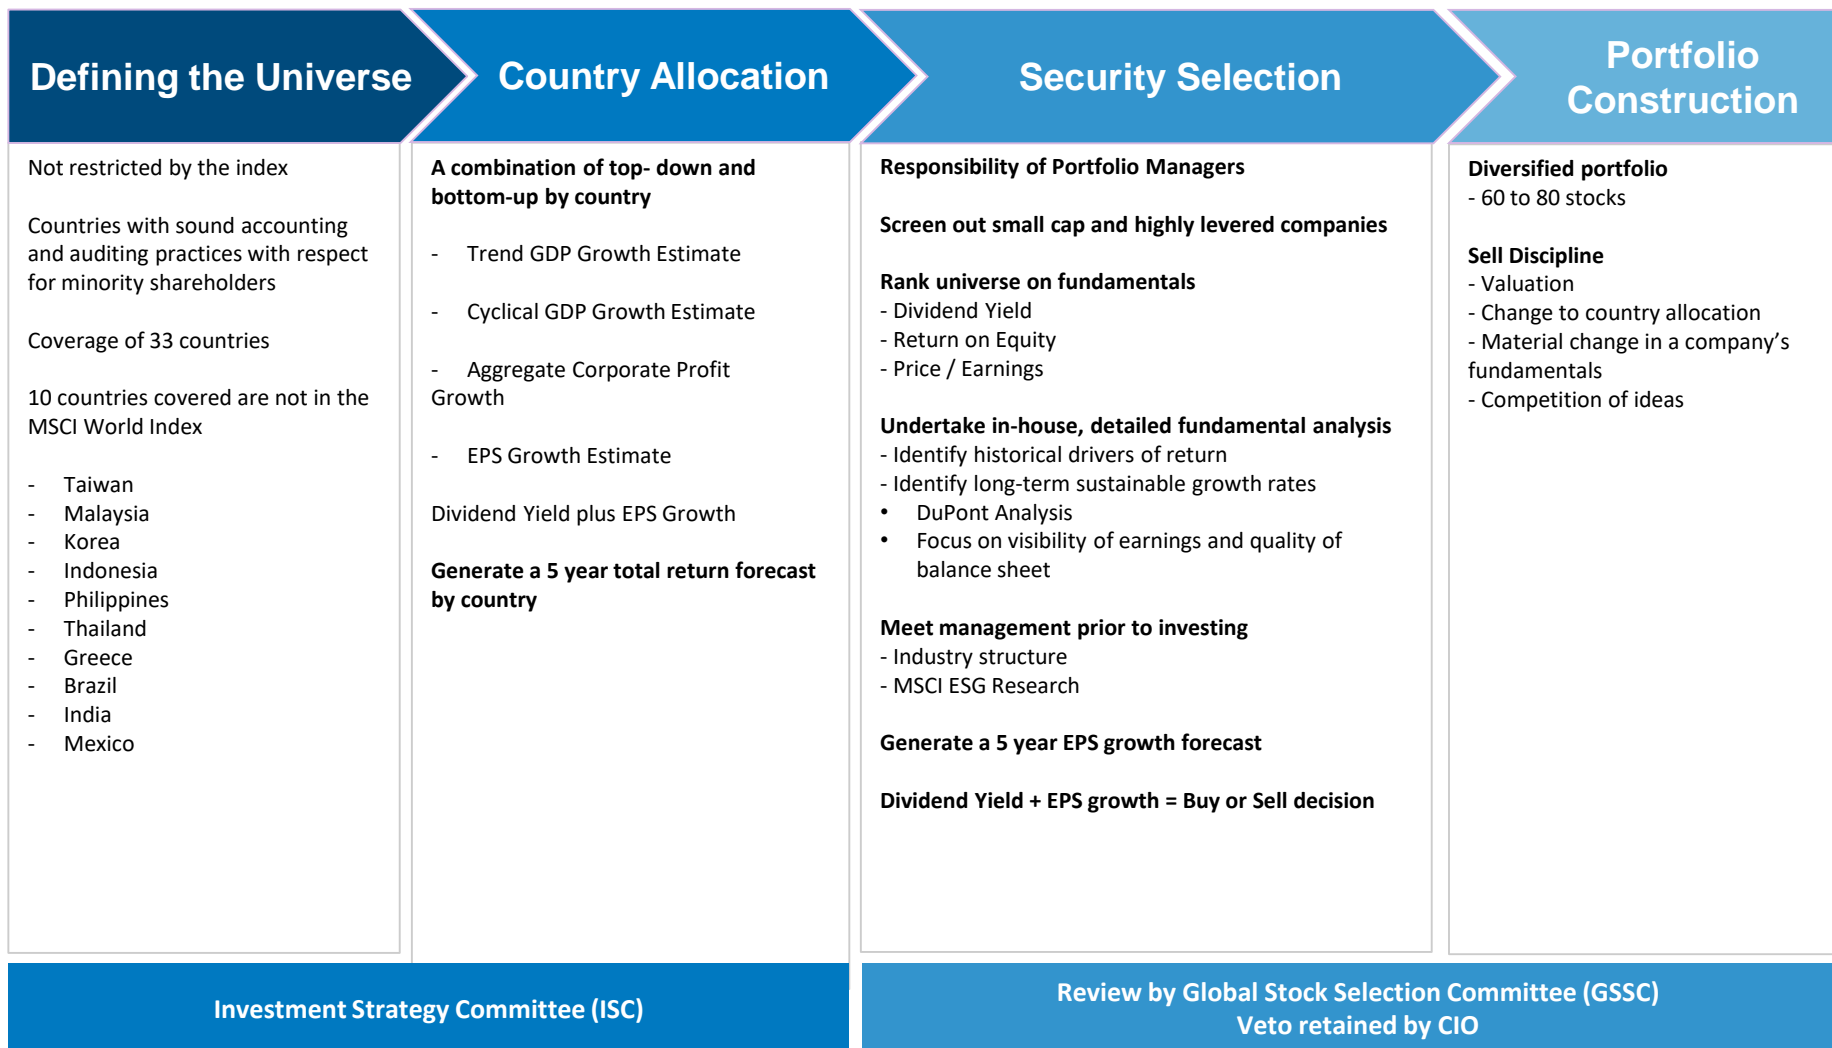 Defining the Universe
Not restricted by the index
Countries with sound accounting
and auditing practices with respect
for minority shareholders
Coverage of 33 countries
10 countries covered are not in the
MSCI World Index
- Taiwan
- Malaysia
- Korea
- Indonesia
- Philippines
- Thailand
- Greece
- Brazil
- India
- Mexico
Country Allocation
A combination of top- down and
bottom-up by country
- Trend GDP Growth Estimate
- Cyclical GDP Growth Estimate
- Aggregate Corporate Profit
Growth
- EPS Growth Estimate
Dividend Yield plus EPS Growth
Generate a 5 year total return forecast
by country
Investment Strategy Committee (ISC)
Security Selection
Responsibility of Portfolio Managers
Screen out small cap and highly levered companies
Rank universe on fundamentals
- Dividend Yield
- Return on Equity
- Price / Earnings
Undertake in-house, detailed fundamental analysis
- Identify historical drivers of return
- Identify long-term sustainable growth rates
• DuPont Analysis
• Focus on visibility of earnings and quality of
balance sheet
Meet management prior to investing
- Industry structure
- MSCI ESG Research
Generate a 5 year EPS growth forecast
Dividend Yield + EPS growth = Buy or Sell decision
Portfolio
Construction
Diversified portfolio
- 60 to 80 stocks
Sell Discipline
- Valuation
- Change to country allocation
- Material change in a company’s
fundamentals
- Competition of ideas
Review by Global Stock Selection Committee (GSSC)
Veto retained by CIO